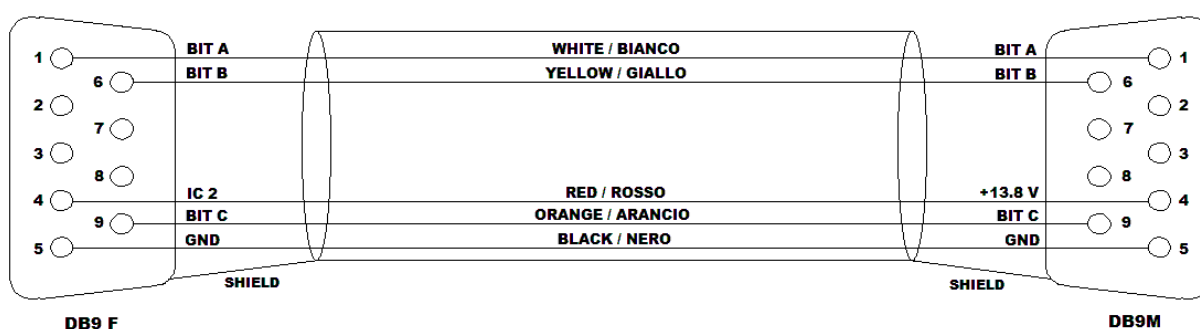 1 BIT A WHITE / BIANCO BIT A 1
6 BIT B YELLOW / GIALLO BIT B 6
2 2
7 7
3 3
8 8
4 IC 2 RED / ROSSO +13.8 V 4
9 BIT C ORANGE / ARANCIO BIT C 9
5 GND BLACK / NERO GND 5
SHIELD SHIELD
DB9 F DB9M